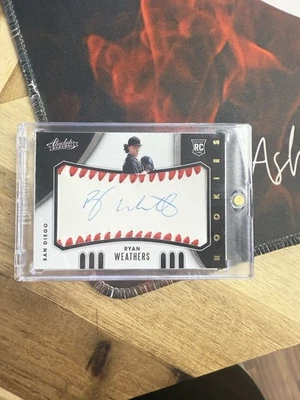 Absolute
RC
ROOKIES
SAN DIEGO
RYAN
WEATHERS
Ash